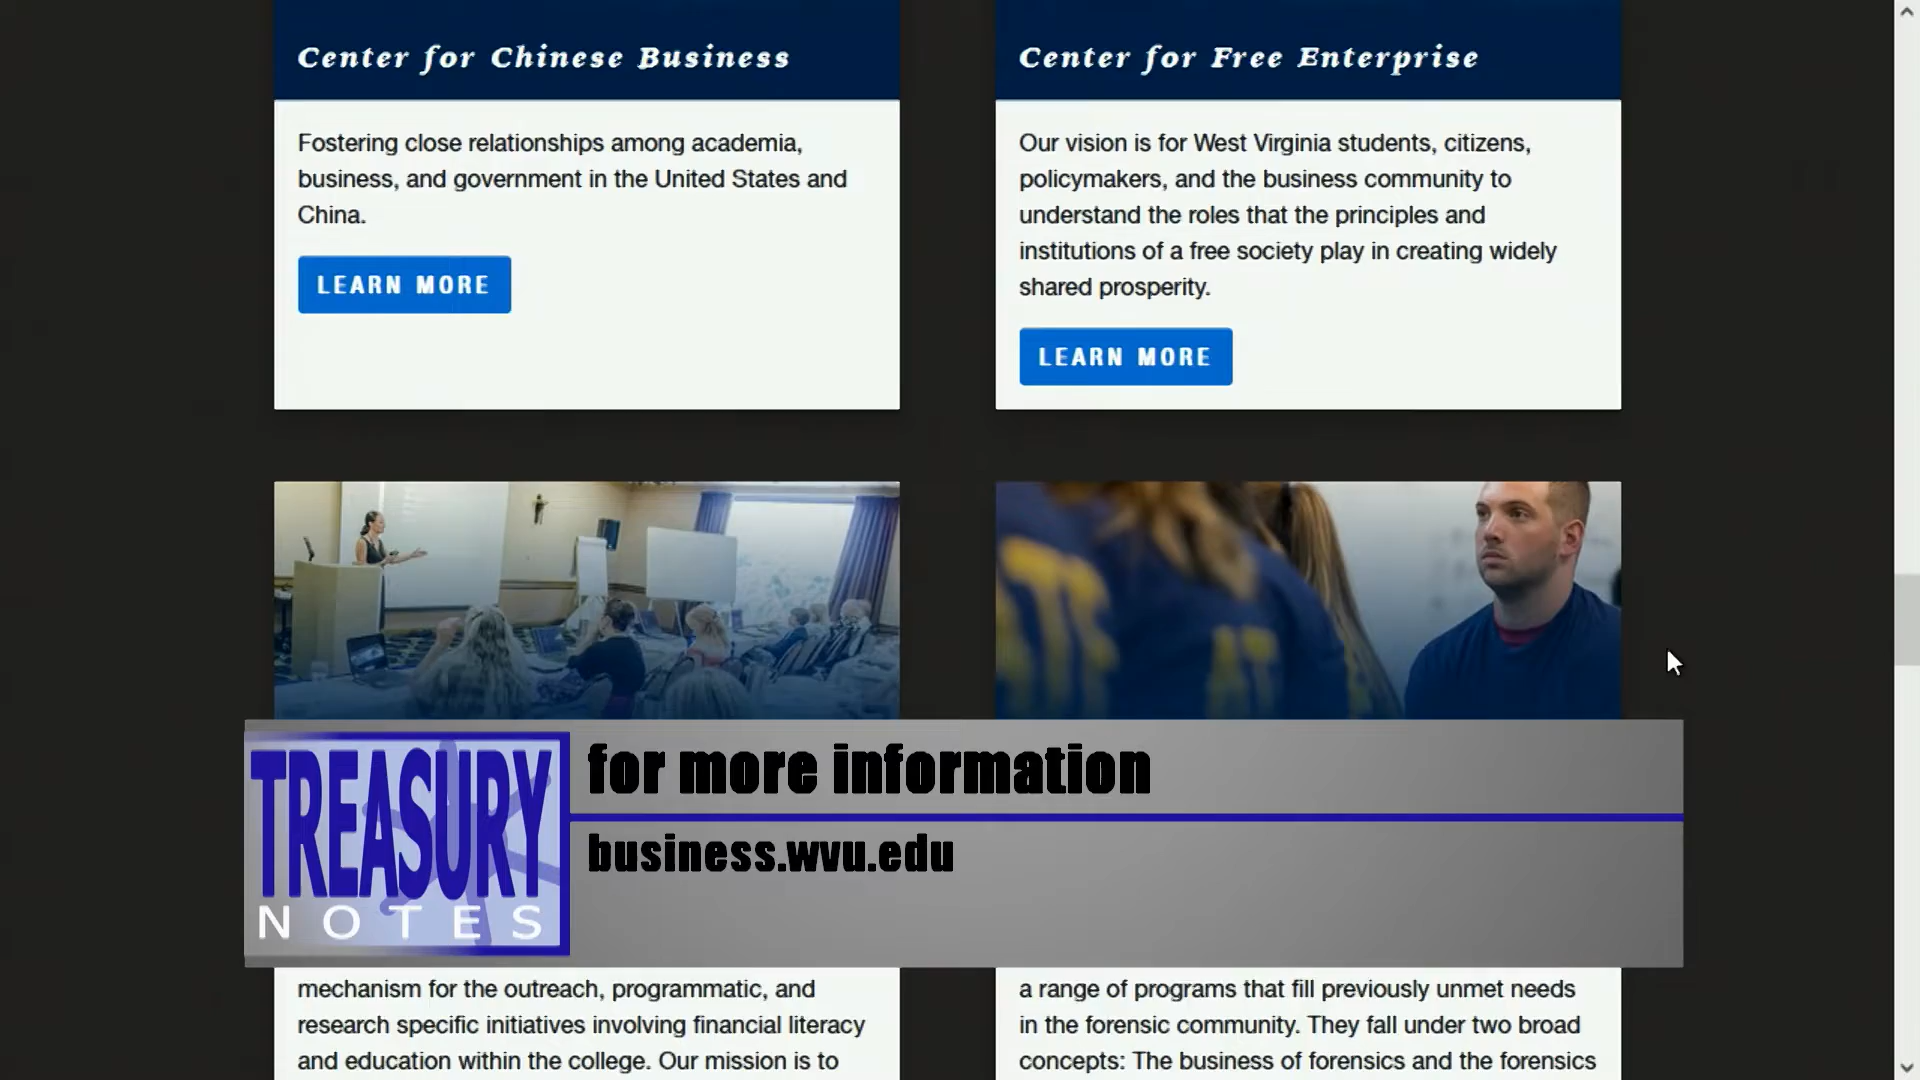 Center for Chinese Business
Fostering close relationships among academia,
business, and government in the United States and
China.
LEARN MORE
Center for Free Enterprise
Our vision is for West Virginia students, citizens,
policymakers, and the business community to
understand the roles that the principles and
institutions of a free society play in creating widely
shared prosperity.
LEARN MORE
TREASURY
NOTES
for more information
business.wvu.edu
mechanism for the outreach, programmatic, and
research specific initiatives involving financial literacy
and education within the college. Our mission is to
a range of programs that fill previously unmet needs
in the forensic community. They fall under two broad
concepts: The business of forensics and the forensics